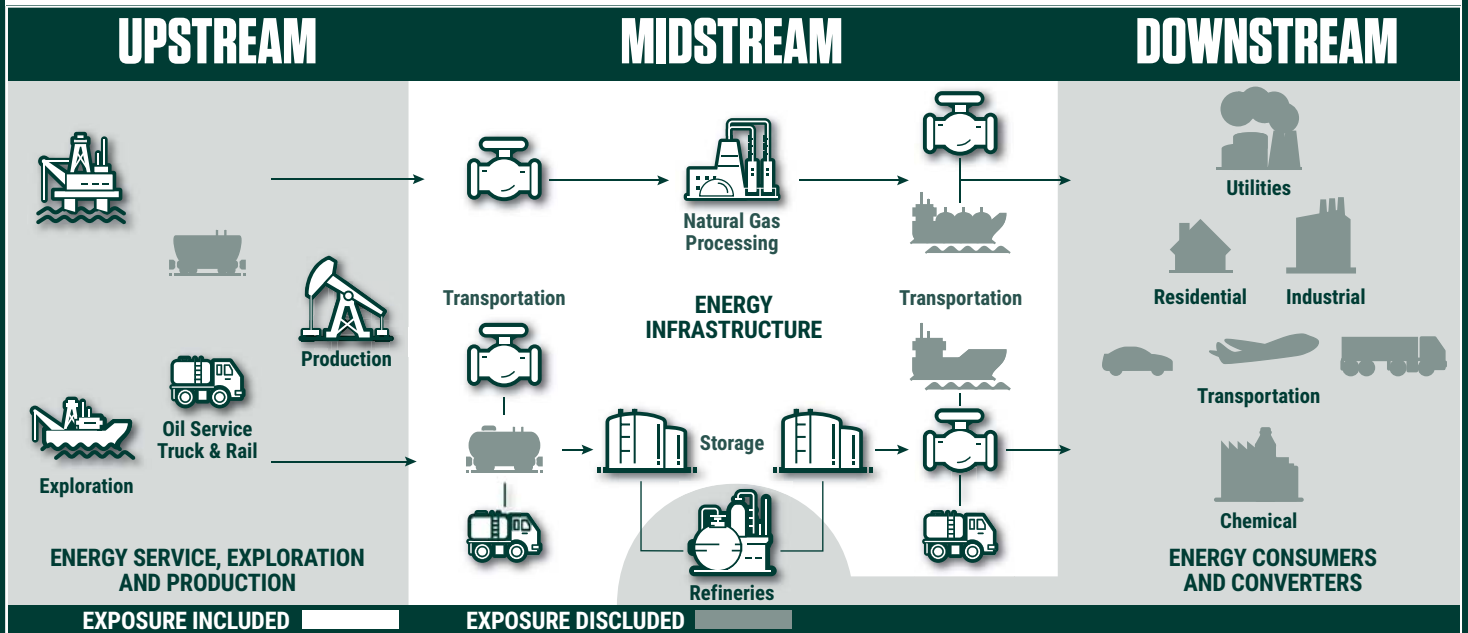 UPSTREAM
MIDSTREAM
DOWNSTREAM
Production
Oil Service
Truck & Rail
Exploration
ENERGY SERVICE, EXPLORATION
AND PRODUCTION
Natural Gas
Processing
Transportation
ENERGY
INFRASTRUCTURE
Transportation
Storage
Refineries
Utilities
Residential
Industrial
Transportation
Chemical
ENERGY CONSUMERS
AND CONVERTERS
EXPOSURE INCLUDED
EXPOSURE DISCLUDED